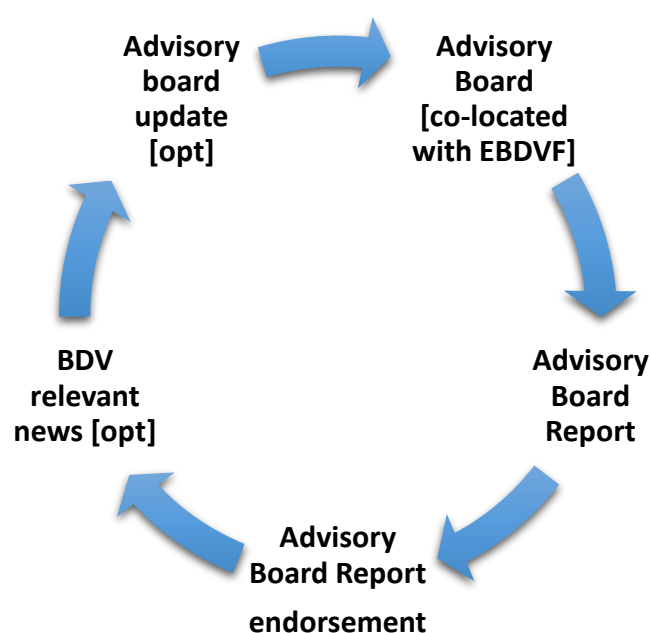 Advisory
board
update
[opt]
Advisory
Board
[co-located
with EBDVF]
Advisory
Board
Report
Advisory
Board Report
endorsement
BDV
relevant
news [opt]